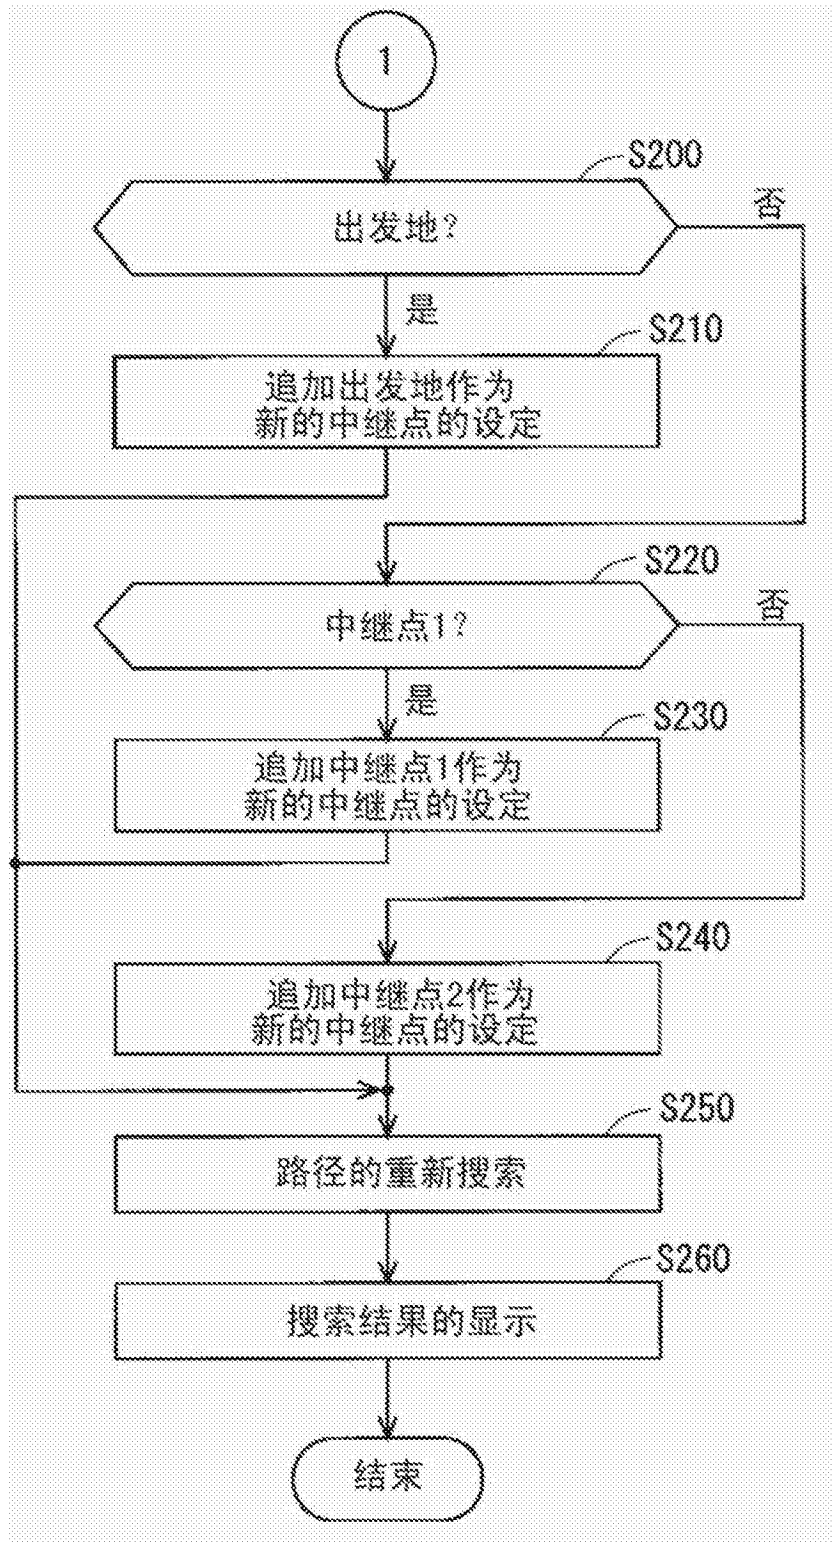 1
S200
出发地?
否
是
S210
追加出发地作为
新的中继点的设定
S220
中继点1?
否
是
S230
追加中继点1作为
新的中继点的设定
S240
追加中继点2作为
新的中继点的设定
S250
路径的重新搜索
S260
搜索结果的显示
结束